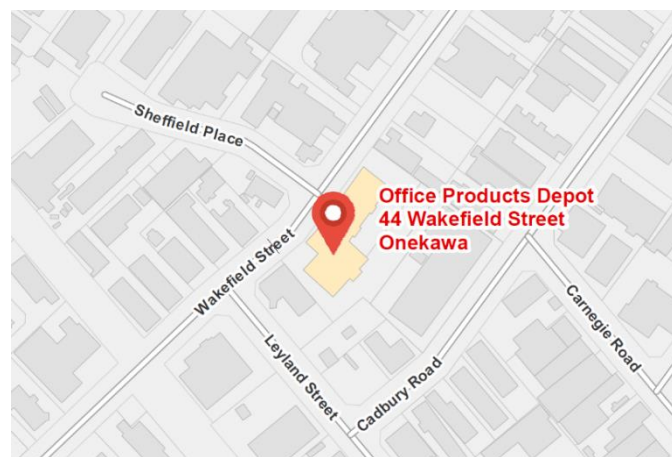 Sheffield Place
Office Products Depot
44 Wakefield Street
Onekawa
Wakefield Street
Carnegie Road
Leyland Street
Cadbury Road